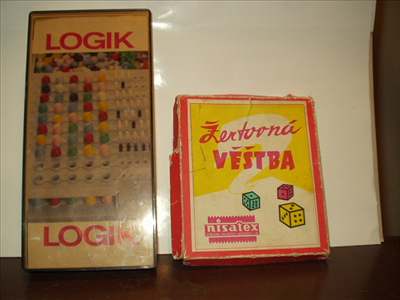 LOGIK
LOGIK
Žertovná
VĚŠTBA
nisatex